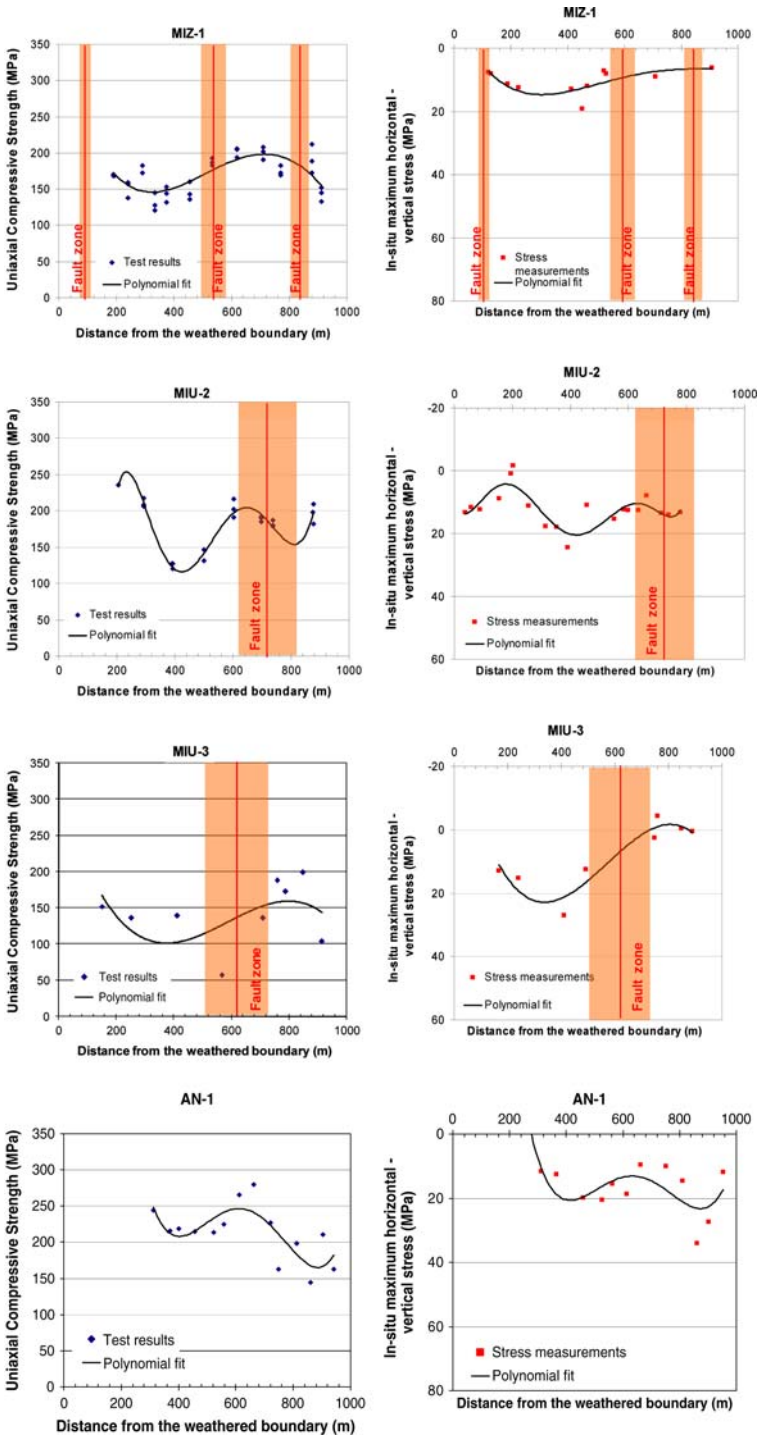 MIZ-1
350
300
250
200
150
100
50
0
Uniaxial Compressive Strength (MPa)
Fault zone
Fault zone
Fault zone
Test results
Polynomial fit
200 400 600 800 1000
Distance from the weathered boundary (m)
MIZ-1
0 200 400 600 800 1000
0
20
40
60
80
In-situ maximum horizontal -
vertical stress (MPa)
Fault zone
Fault zone
Fault zone
Stress
measurements
Polynomial fit
Distance from the weathered boundary (m)
MIU-2
350
300
250
200
150
100
50
0
Uniaxial Compressive Strength (MPa)
Test results
Polynomial fit
Fault zone
0 200 400 600 800 1000
Distance from the weathered boundary (m)
MIU-2
0 200 400 600 800 1000
-20
0
20
40
60
In-situ maximum horizontal -
vertical stress (MPa)
Stress measurements
Polynomial fit
Fault zone
Distance from the weathered boundary (m)
MIU-3
350
300
250
200
150
100
50
0
Uniaxial Compressive Strength (MPa)
Test results
Polynomial fit
Fault zone
0 200 400 600 800 1000
Distance from the weathered boundary (m)
MIU-3
0 200 400 600 800 1000
-20
0
20
40
60
In-situ maximum horizontal -
vertical stress (MPa)
Stress measurements
Polynomial fit
Fault zone
Distance from the weathered boundary (m)
AN-1
350
300
250
200
150
100
50
0
Uniaxial Compressive Strength (MPa)
Test results
Polynomial fit
0 200 400 600 800 1000
Distance from the weathered boundary (m)
AN-1
0 200 400 600 800 1000
0
20
40
60
80
In-situ maximum horizontal -
vertical stress (MPa)
Stress measurements
Polynomial fit
Distance from the weathered boundary (m)